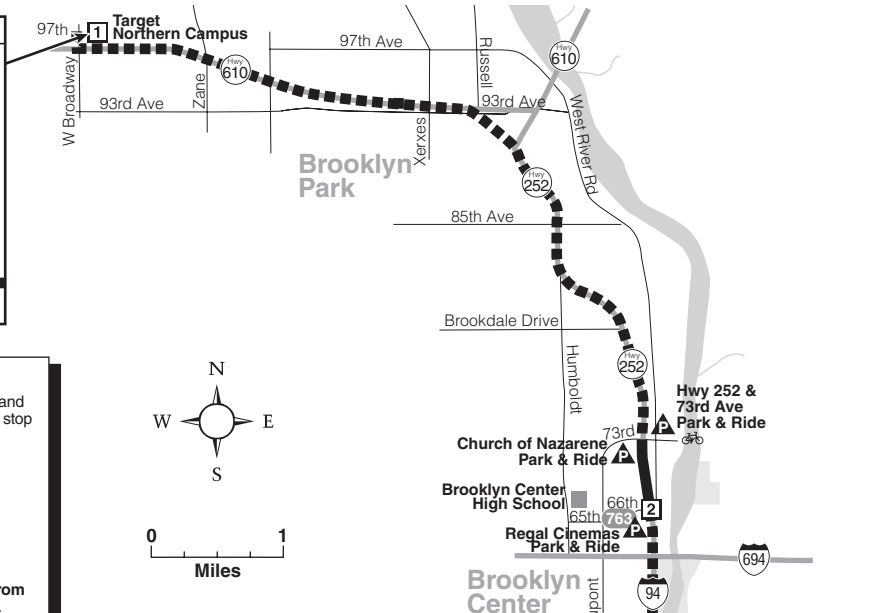 97th
1
Target
Northern Campus
Hwy
610
97th Ave
Russell
Hwy
610
W Broadway
93rd Ave
Zane
Xerxes
93rd Ave
West River Rd
Brooklyn
Park
Hwy
252
85th Ave
Brookdale Drive
Humboldt
Hwy
252
and
stop
N
W
E
S
Hwy 252 &
73rd Ave
Park & Ride
P
73rd
Church of Nazarene
Park & Ride
P
Brooklyn Center
High School
66th
2
65th
763
Regal Cinemas
Park & Ride
P
0
1
Miles
694
Brooklyn
Center
94
upont
rom